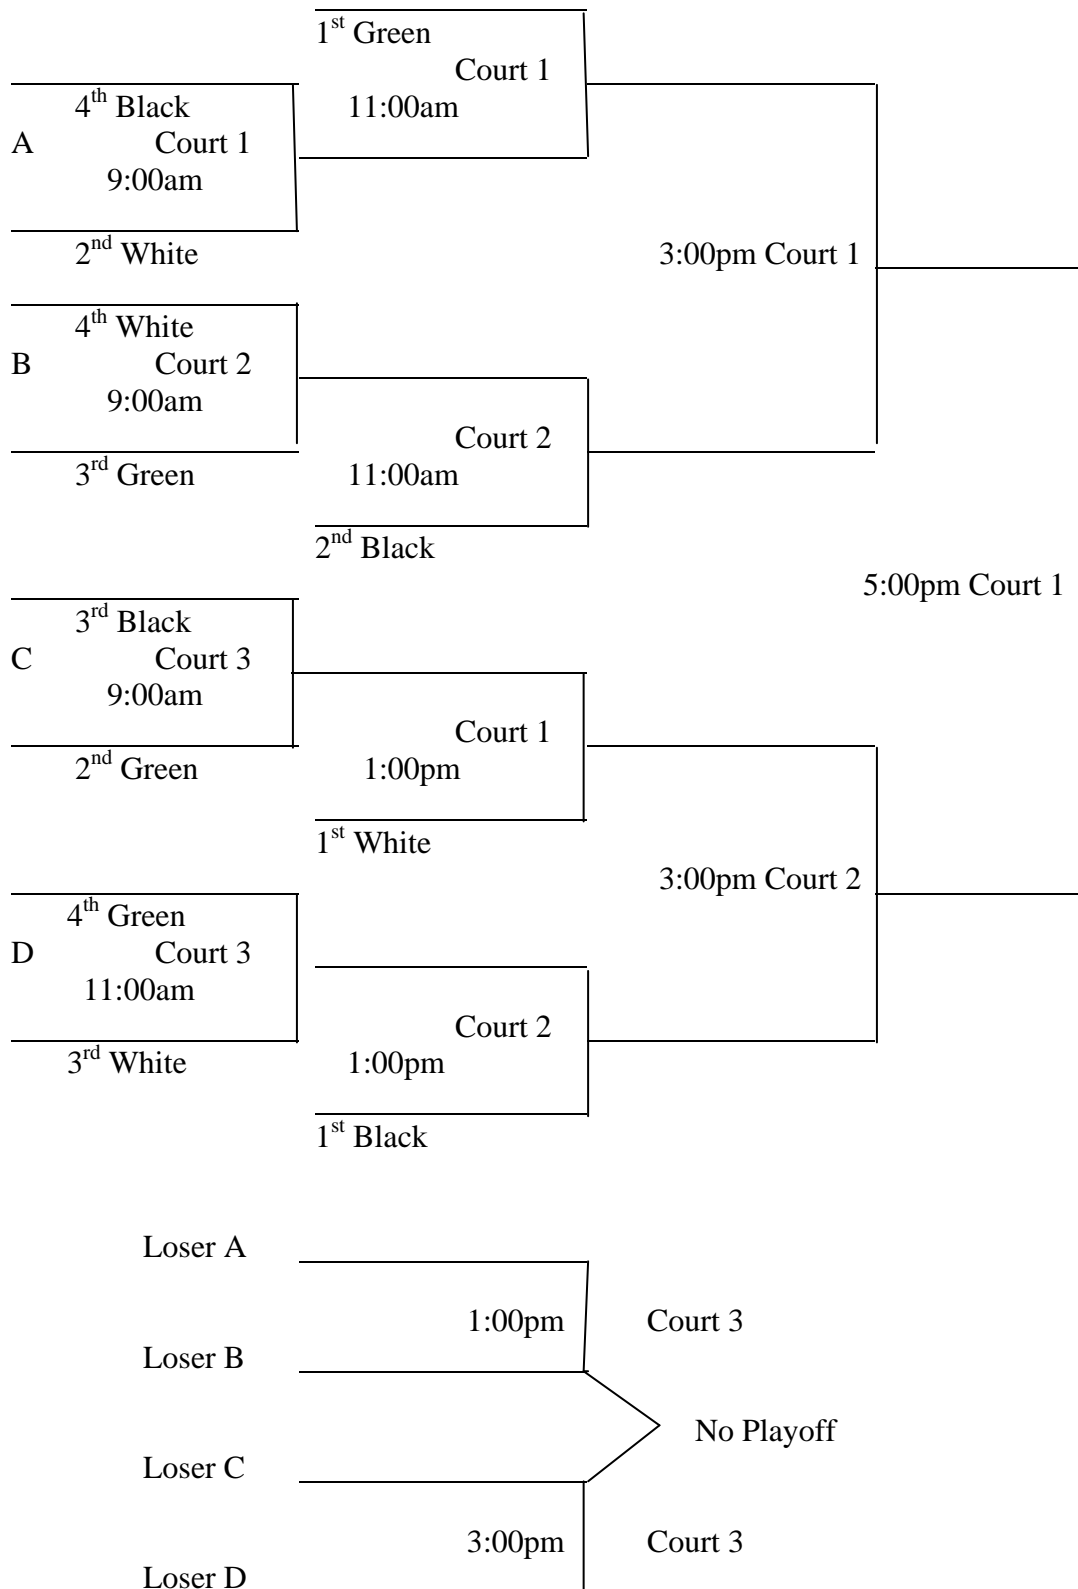 1st Green
Court 1
4th Black
11:00am
A Court 1
9:00am
2nd White
3:00pm Court 1
4th White
B Court 2
9:00am
Court 2
3rd Green
11:00am
2nd Black
5:00pm Court 1
3rd Black
C Court 3
9:00am
Court 1
2nd Green
1:00pm
1st White
3:00pm Court 2
4th Green
D Court 3
11:00am
Court 2
3rd White
1:00pm
1st Black
Loser A
1:00pm Court 3
Loser B
No Playoff
Loser C
3:00pm Court 3
Loser D